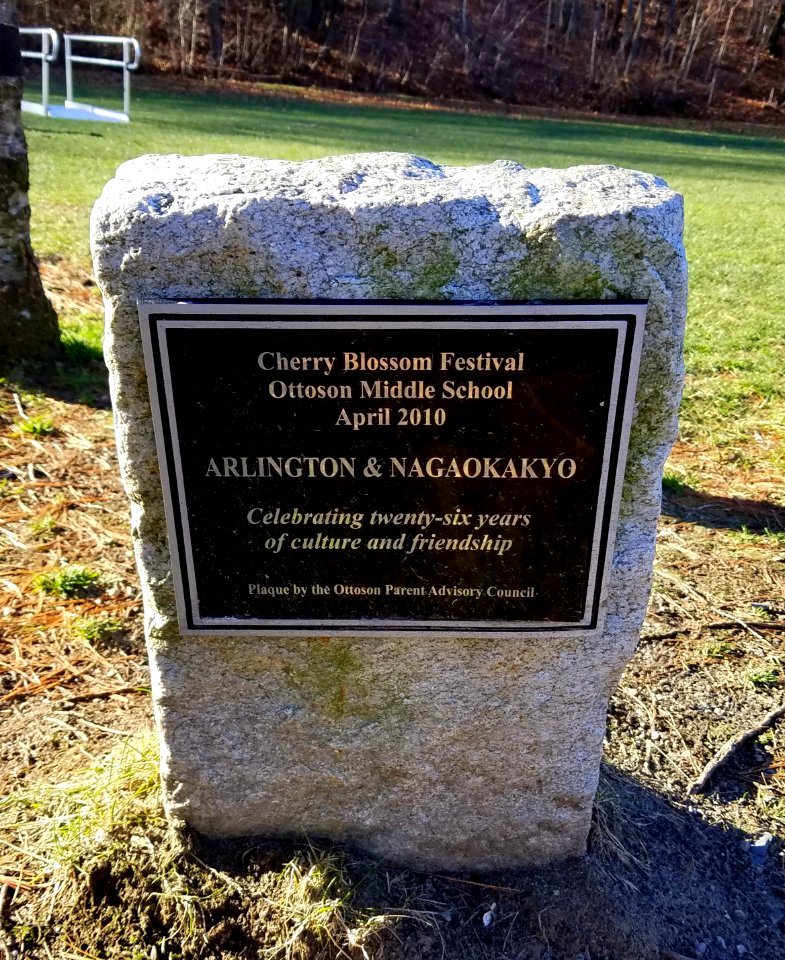 Cherry Blossom Festival
Ottoson Middle School
April 2010
ARLINGTON & NAGAOKAKYO
Celebrating twenty-six years
of culture and friendship
Plaque by the Ottoson Parent Advisory Council